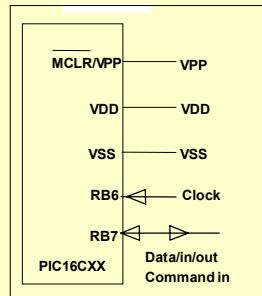 MCLR/VPP VPP
VDD VDD
VSS VSS
RB6 Clock
RB7
Data/in/out
PIC16CXX Command in